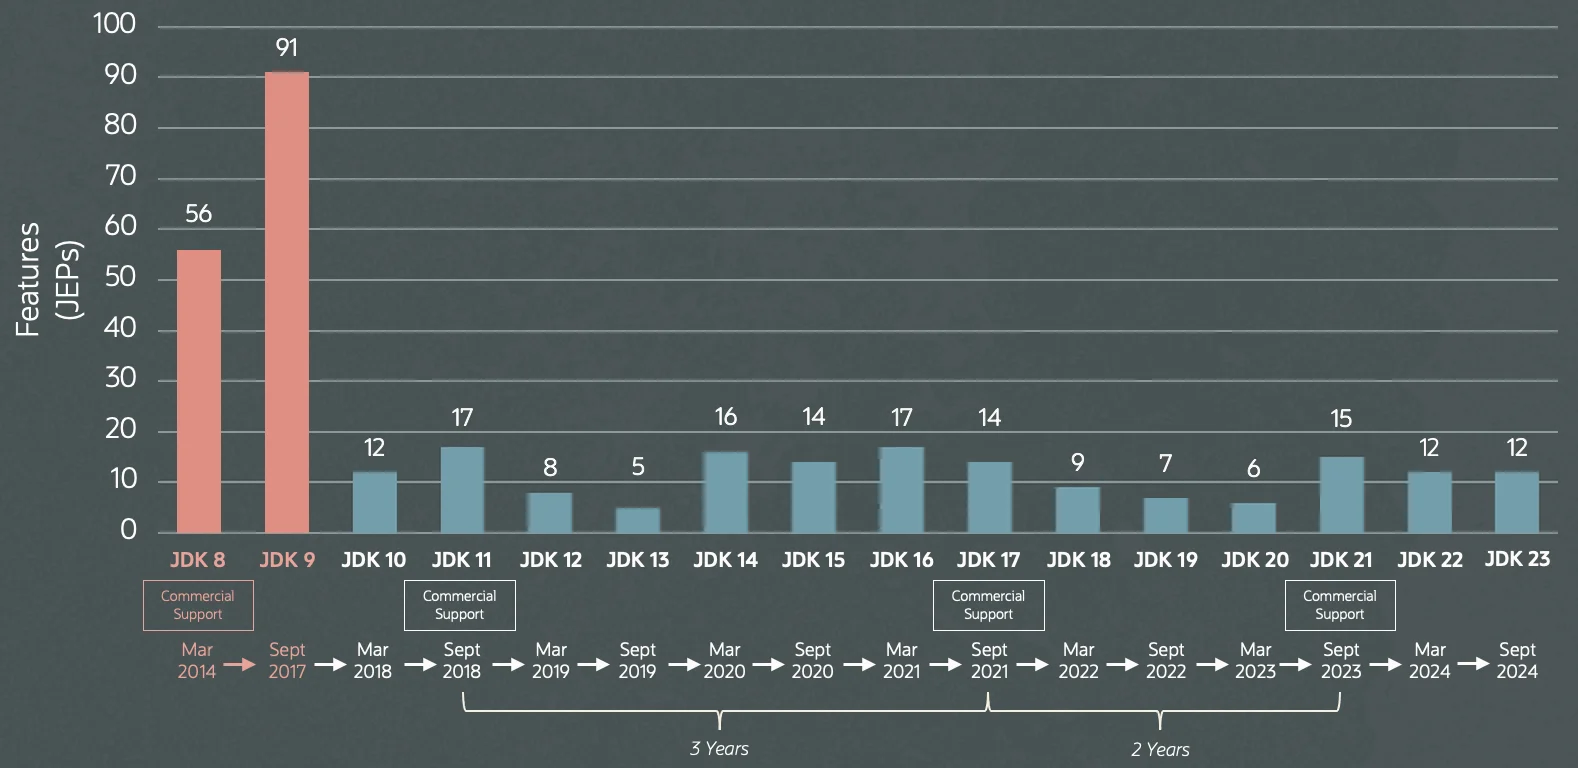 Features
(JEPs)
100
90
80
70
60
50
40
30
20
10
0
56
91
12
17
8
5
16
14
17
14
9
7
6
15
12
12
JDK 8
JDK 9
JDK 10
JDK 11
JDK 12
JDK 13
JDK 14
JDK 15
JDK 16
JDK 17
JDK 18
JDK 19
JDK 20
JDK 21
JDK 22
JDK 23
Commercial
Support
Commercial
Support
Commercial
Support
Commercial
Support
Mar
2014
Sept
2017
Mar
2018
Sept
2018
Mar
2019
Sept
2019
Mar
2020
Sept
2020
Mar
2021
Sept
2021
Mar
2022
Sept
2022
Mar
2023
Sept
2023
Mar
2024
Sept
2024
3 Years
2 Years